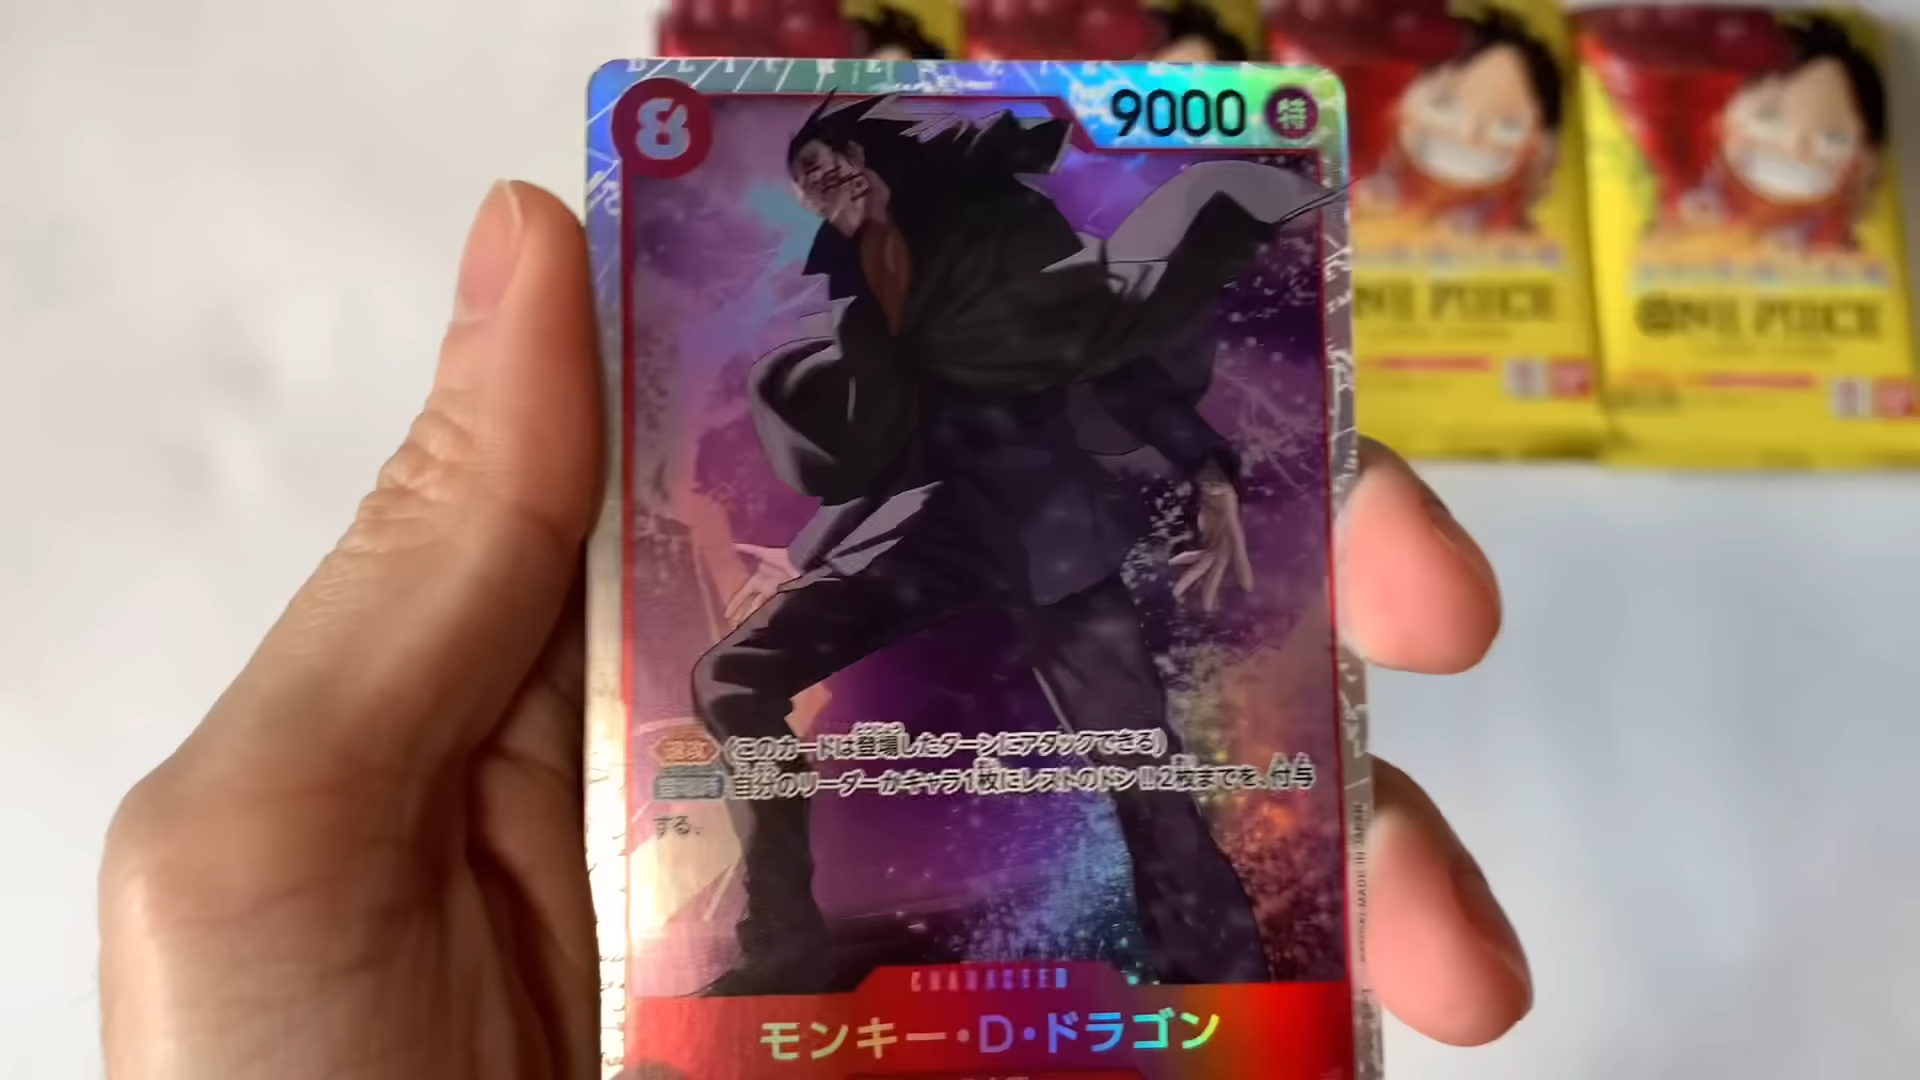 8
9000 特
速攻 (このカードは登場したターンにアタックできる)
登場時 自分のリーダーかキャラ1枚にレストのドン!!2枚までを、付与
する。
CHARACTER
モンキー・D・ドラゴン
ONE PIECE
ONE PIECE